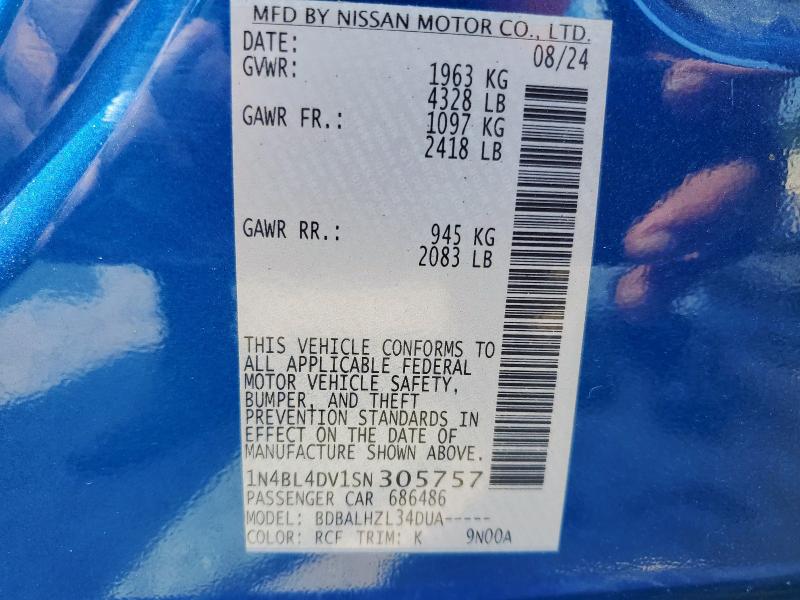 MFD BY NISSAN MOTOR CO., LTD.
DATE: 08/24
GVWR: 1963 KG
4328 LB
GAWR FR.: 1097 KG
2418 LB
GAWR RR.: 945 KG
2083 LB
THIS VEHICLE CONFORMS TO
ALL APPLICABLE FEDERAL
MOTOR VEHICLE SAFETY,
BUMPER, AND THEFT
PREVENTION STANDARDS IN
EFFECT ON THE DATE OF
MANUFACTURE SHOWN ABOVE.
1N4BL4DV1SN305757
PASSENGER CAR 686486
MODEL: BDBALHZL34DUA-----
COLOR: RCF TRIM: K 9N00A